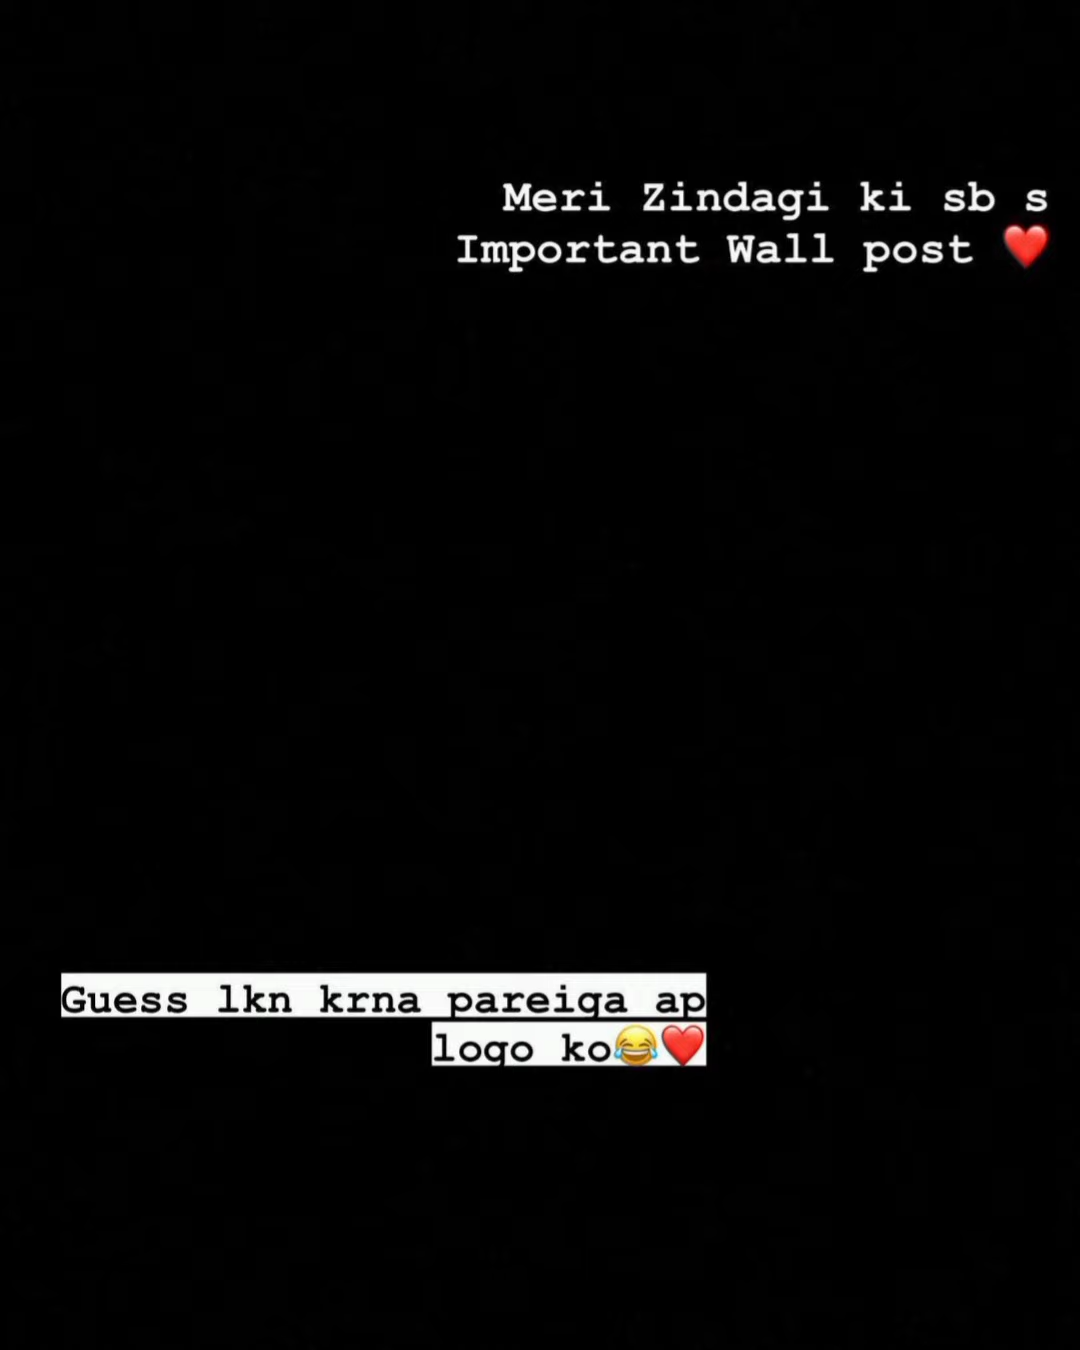 Meri Zindagi ki sb s
Important Wall post ❤️
Guess lkn krna pareiga ap
logo ko😂❤️